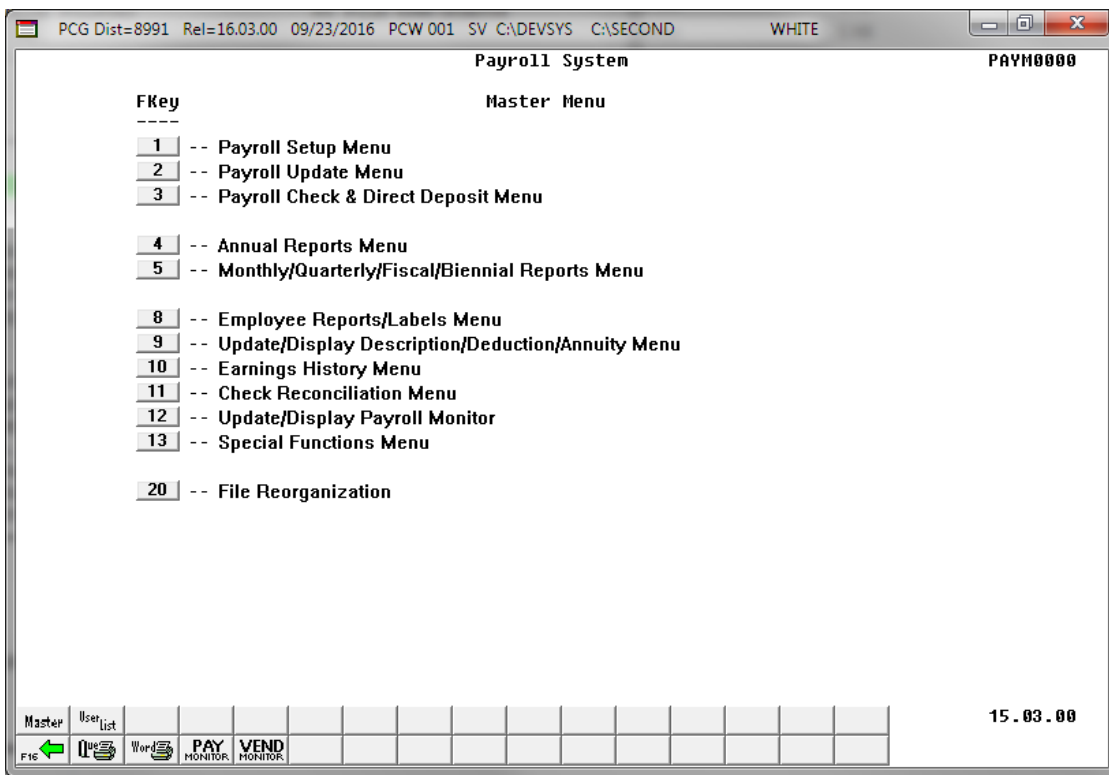 PCG Dist=8991 Rel=16.03.00 09/23/2016 PCW 001 SV C:\DEVSYS C:\SECOND WHITE
Payroll System PAYM0000
FKey Master Menu
----
1 -- Payroll Setup Menu
2 -- Payroll Update Menu
3 -- Payroll Check & Direct Deposit Menu
4 -- Annual Reports Menu
5 -- Monthly/Quarterly/Fiscal/Biennial Reports Menu
8 -- Employee Reports/Labels Menu
9 -- Update/Display Description/Deduction/Annuity Menu
10 -- Earnings History Menu
11 -- Check Reconciliation Menu
12 -- Update/Display Payroll Monitor
13 -- Special Functions Menu
20 -- File Reorganization
Master User List 15.03.00
F16 Que Word PAY MONITOR VEND MONITOR